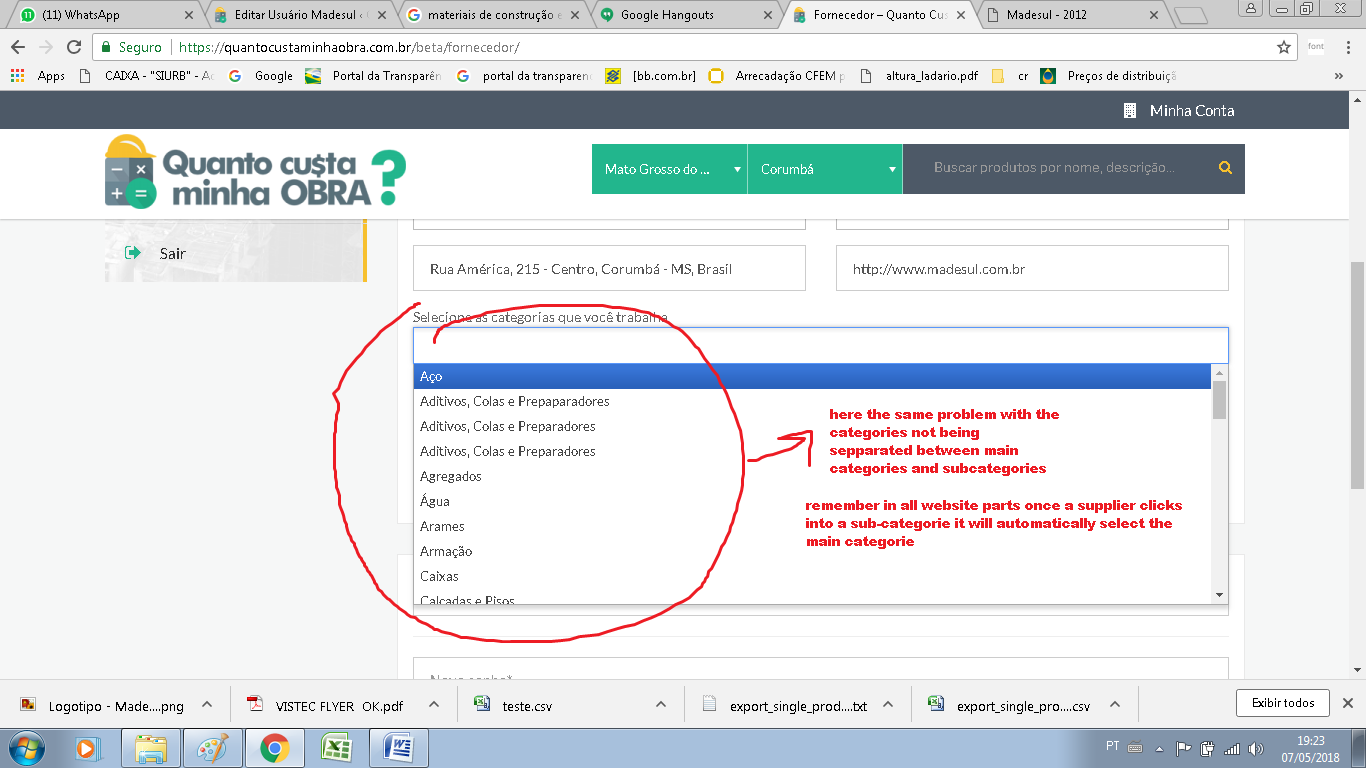 (11) WhatsApp
Editar Usuário Madesul ‹ 
materiais de construção e
Google Hangouts
Fornecedor – Quanto Cus
Madesul - 2012
Seguro
https://quantocustaminhaobra.com.br/beta/fornecedor/
font
Apps
CAIXA - "SIURB" - Ac
Google
Portal da Transparên
portal da transparenc
[bb.com.br]
Arrecadação CFEM p
altura_ladario.pdf
cr
Preços de distribuiçã
»
Minha Conta
Quanto cu$ta
minha OBRA ?
Mato Grosso do ...
Corumbá
Buscar produtos por nome, descrição...
Sair
Rua América, 215 - Centro, Corumbá - MS, Brasil
http://www.madesul.com.br
Selecione as categorias que você trabalha
Aço
Aditivos, Colas e Prepaparadores
Aditivos, Colas e Preparadores
Aditivos, Colas e Preparadores
Agregados
Água
Arames
Armação
Caixas
Calçadas e Pisos
here the same problem with the
categories not being
sepparated between main
categories and subcategories
remember in all website parts once a supplier clicks
into a sub-categorie it will automatically select the
main categorie
Nova senha*
Logotipo - Made....png
VISTEC FLYER OK.pdf
teste.csv
export_single_prod....txt
export_single_pro....csv
Exibir todos
PT
19:23
07/05/2018